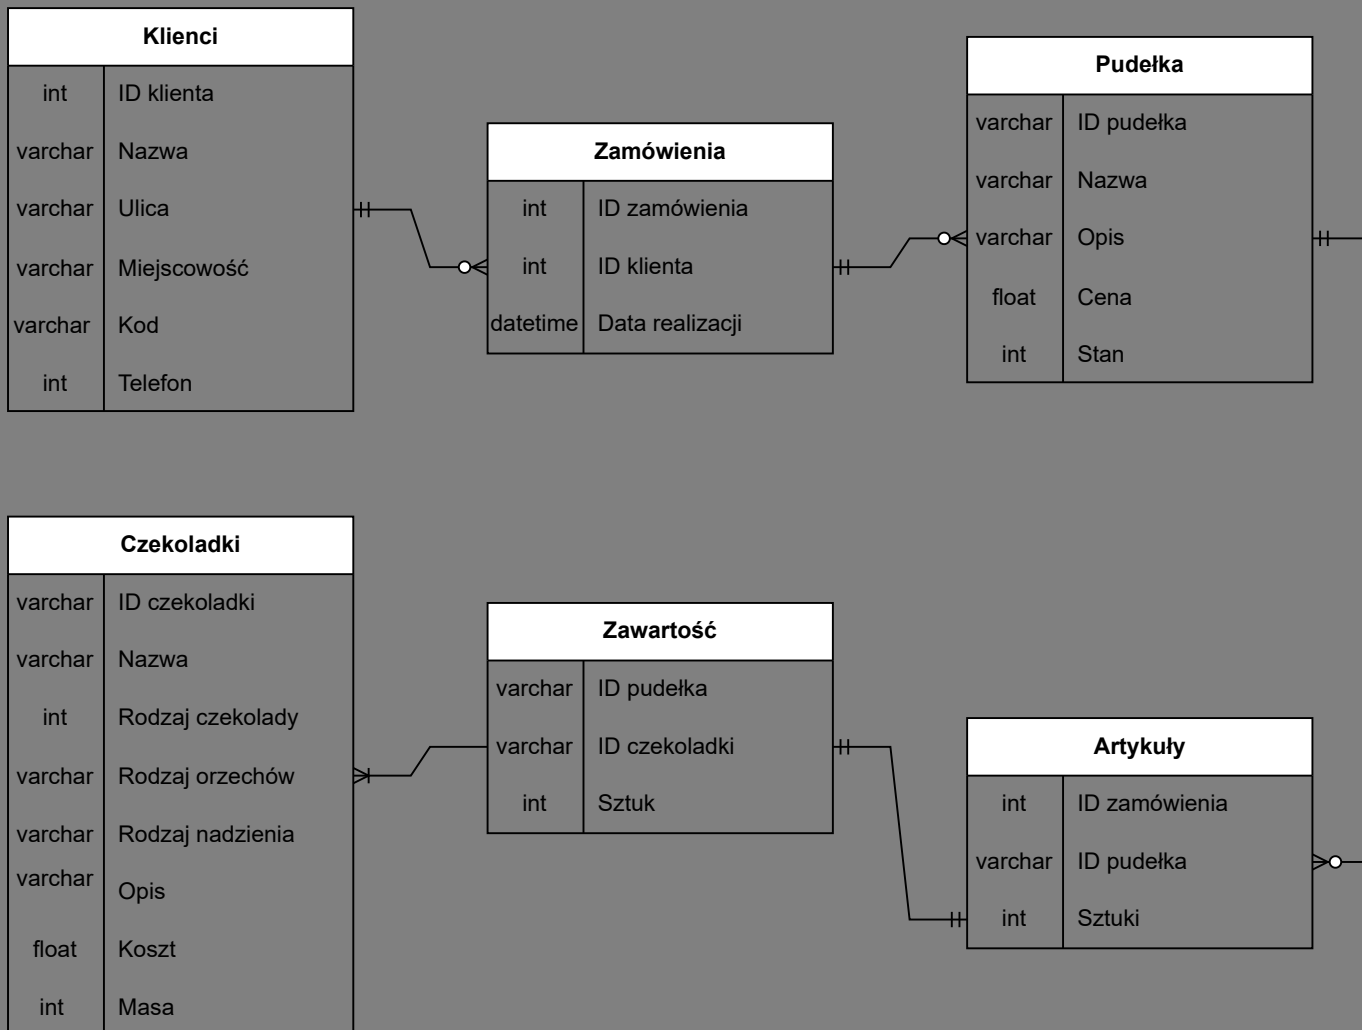 Klienci
int ID klienta
varchar Nazwa
varchar Ulica
varchar Miejscowość
varchar Kod
int Telefon
Zamówienia
int ID zamówienia
int ID klienta
datetime Data realizacji
Pudełka
varchar ID pudełka
varchar Nazwa
varchar Opis
float Cena
int Stan
Czekoladki
varchar ID czekoladki
varchar Nazwa
int Rodzaj czekolady
varchar Rodzaj orzechów
varchar Rodzaj nadzienia
varchar Opis
float Koszt
int Masa
Zawartość
varchar ID pudełka
varchar ID czekoladki
int Sztuk
Artykuły
int ID zamówienia
varchar ID pudełka
int Sztuki